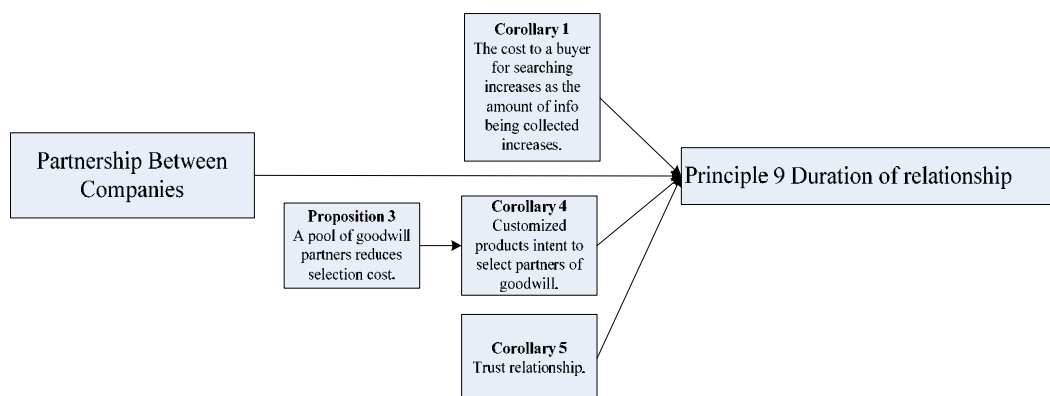 Corollary 1
The cost to a buyer
for searching
increases as the
amount of info
being collected
increases.
Partnership Between
Companies
Principle 9 Duration of relationship
Proposition 3
A pool of goodwill
partners reduces
selection cost.
Corollary 4
Customized
products intent to
select partners of
goodwill.
Corollary 5
Trust relationship.